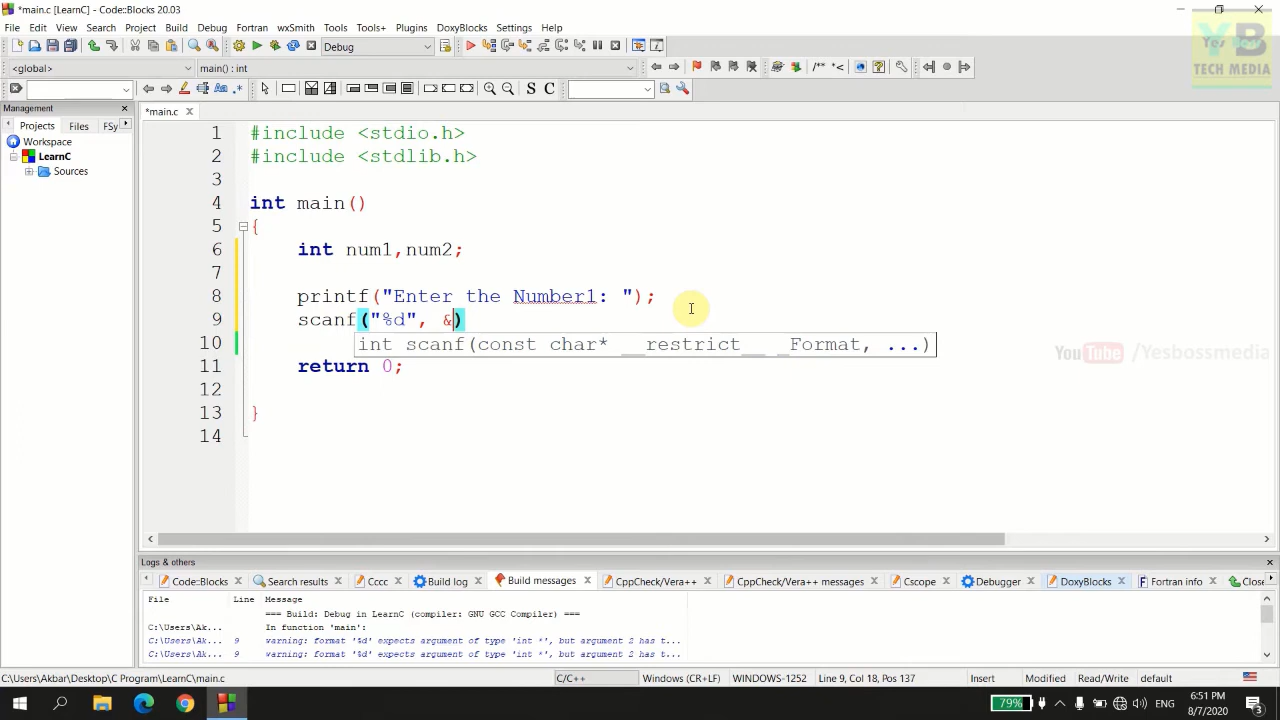 *main.c [LearnC] - Code::Blocks 20.03
File Edit View Search Project Build Debug Fortran wxSmith Tools Tools+ Plugins DoxyBlocks Settings Help
Debug
<global> main() : int
/** *<
S C
Management
*main.c
Projects Files FSy
Workspace
LearnC
Sources
1 #include <stdio.h>
2 #include <stdlib.h>
3
4 int main()
5 {
6 int num1,num2;
7
8 printf("Enter the Number1: ");
9 scanf("%d", &)
10 int scanf(const char* __restrict__ _Format, ...)
11 return 0;
12
13 }
14
YB
TECH MEDIA
YouTube /Yesbossmedia
Logs & others
Code::Blocks Search results Cccc Build log Build messages CppCheck/Vera++ CppCheck/Vera++ messages Cscope Debugger DoxyBlocks Fortran info Close
File Line Message
=== Build: Debug in LearnC (compiler: GNU GCC Compiler) ===
C:\Users\Ak... In function 'main':
C:\Users\Ak... 9 warning: format '%d' expects argument of type 'int *', but argument 2 has t...
C:\Users\Ak... 9 warning: format '%d' expects argument of type 'int *', but argument 2 has t...
C:\Users\Akbar\Desktop\C Program\LearnC\main.c C/C++ Windows (CR+LF) WINDOWS-1252 Line 9, Col 18, Pos 137 Insert Modified Read/Write default
79% ENG 6:51 PM
8/7/2020
3